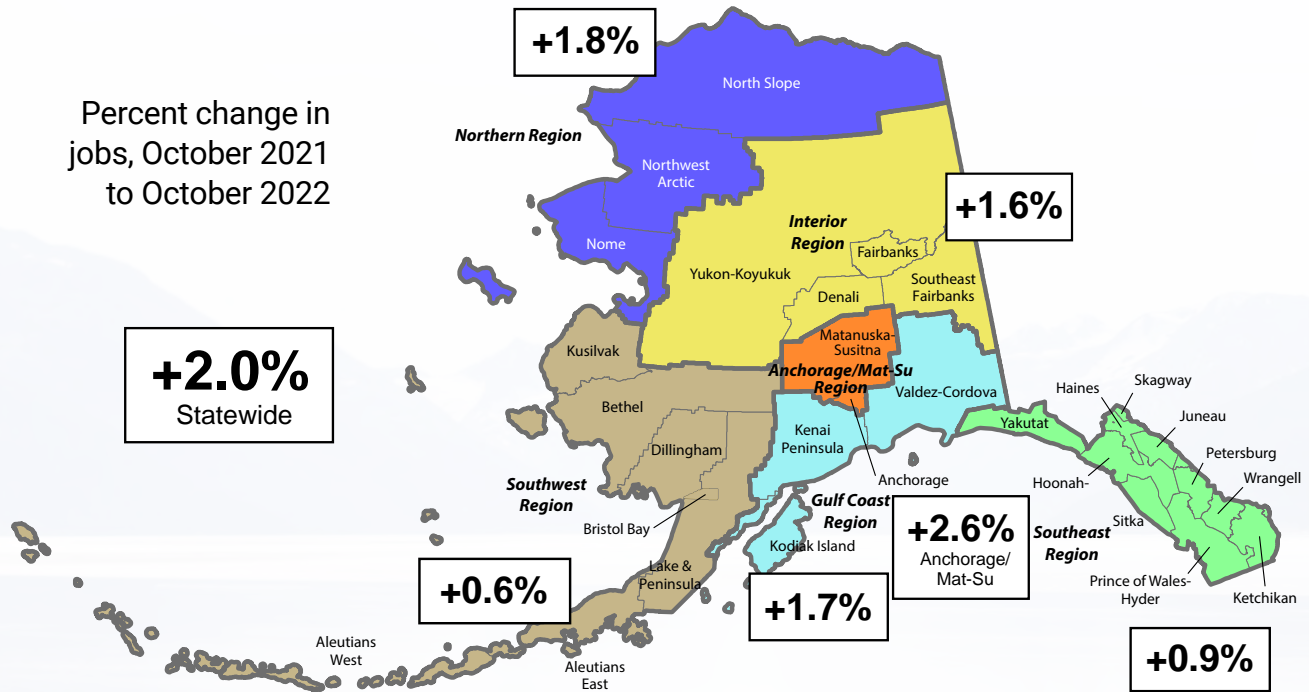 +1.8%
North Slope
Percent change in
jobs, October 2021
to October 2022
Northern Region
Northwest
Arctic
+1.6%
Interior
Region
Nome
Fairbanks
Yukon-Koyukuk
Southeast
Fairbanks
Denali
+2.0%
Statewide
Kusilvak
Matanuska-
Susitna
Anchorage/Mat-Su
Region
Valdez-Cordova
Bethel
Skagway
Haines
Juneau
Yakutat
Kenai
Peninsula
Dillingham
Petersburg
Wrangell
Hoonah-
Anchorage
Southwest
Region
Bristol Bay
Gulf Coast
Region
Kodiak Island
+2.6%
Anchorage/
Mat-Su
Sitka
Southeast
Region
Lake &
Peninsula
+0.6%
+1.7%
Prince of Wales-
Hyder
Ketchikan
Aleutians
West
Aleutians
East
+0.9%